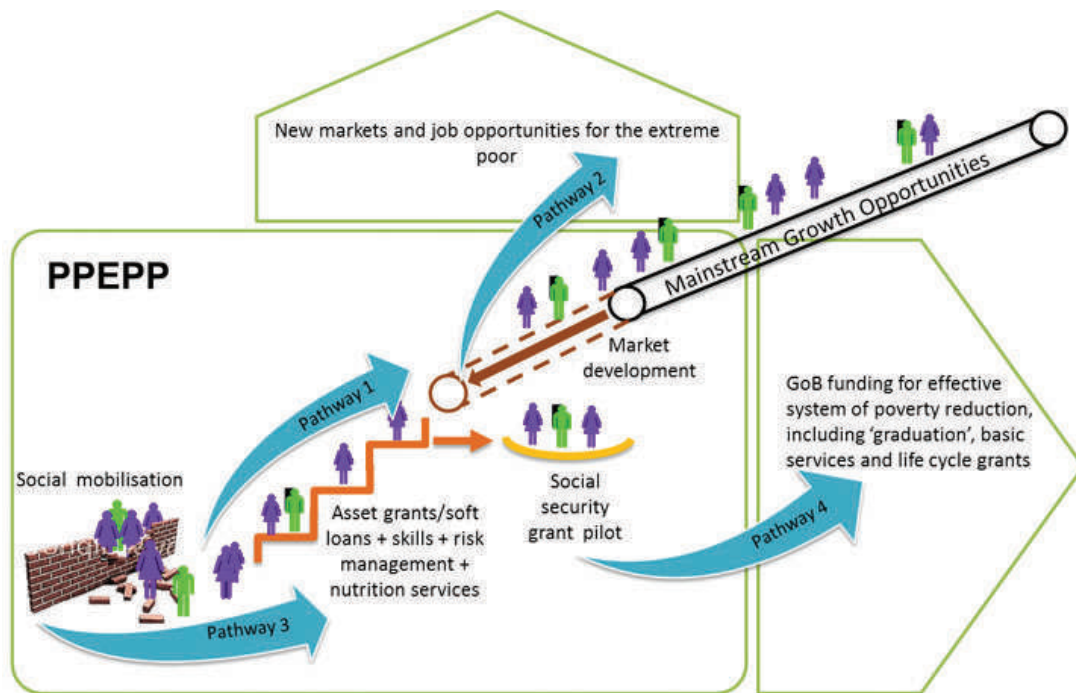 New markets and job opportunities for the extreme
poor
Pathway 2
Mainstream Growth Opportunities
PPEPP
Market
development
Pathway 1
GoB funding for effective
system of poverty reduction,
including ‘graduation’, basic
services and life cycle grants
Social mobilisation
Asset grants/soft
loans + skills + risk
management +
nutrition services
Social
security
grant pilot
Pathway 4
Pathway 3